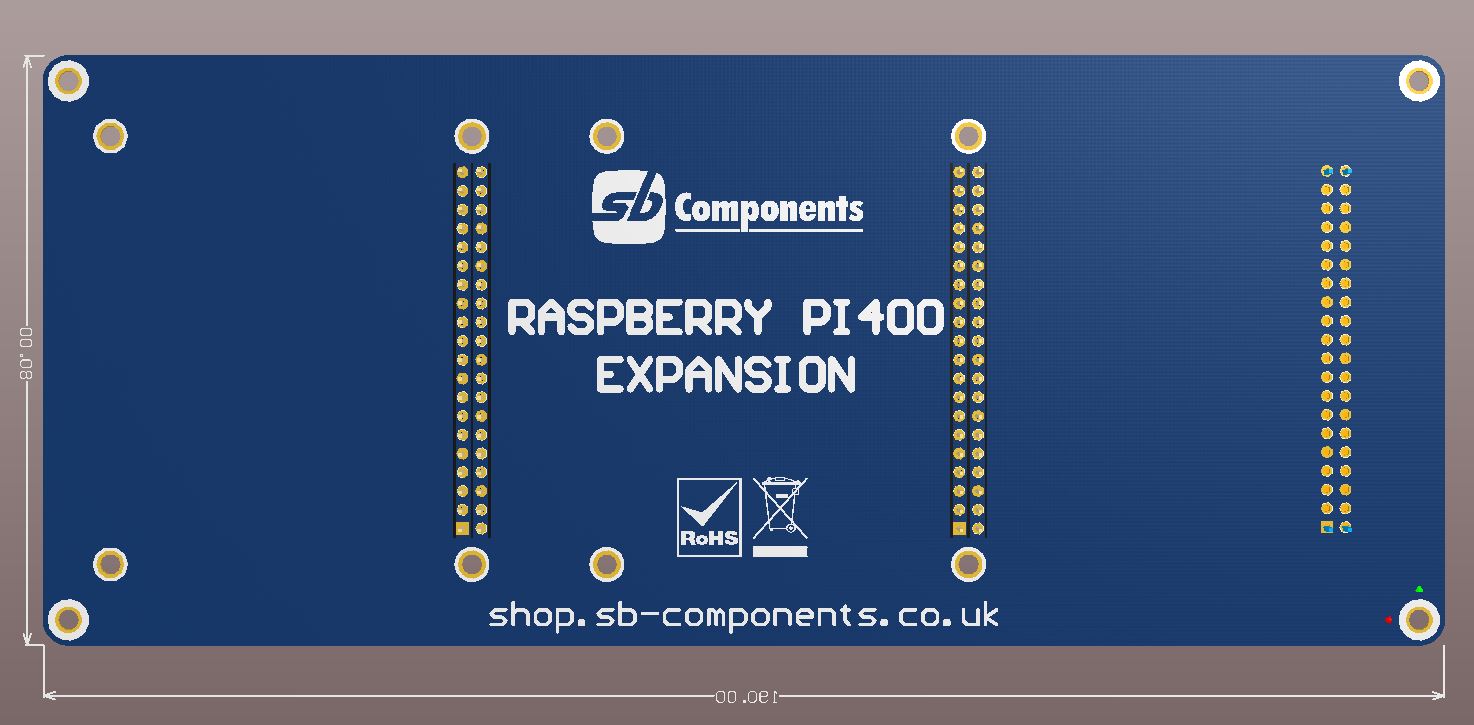 sb Components
RASPBERRY PI400
EXPANSION
RoHS
shop.sb-components.co.uk
80.00
190.00